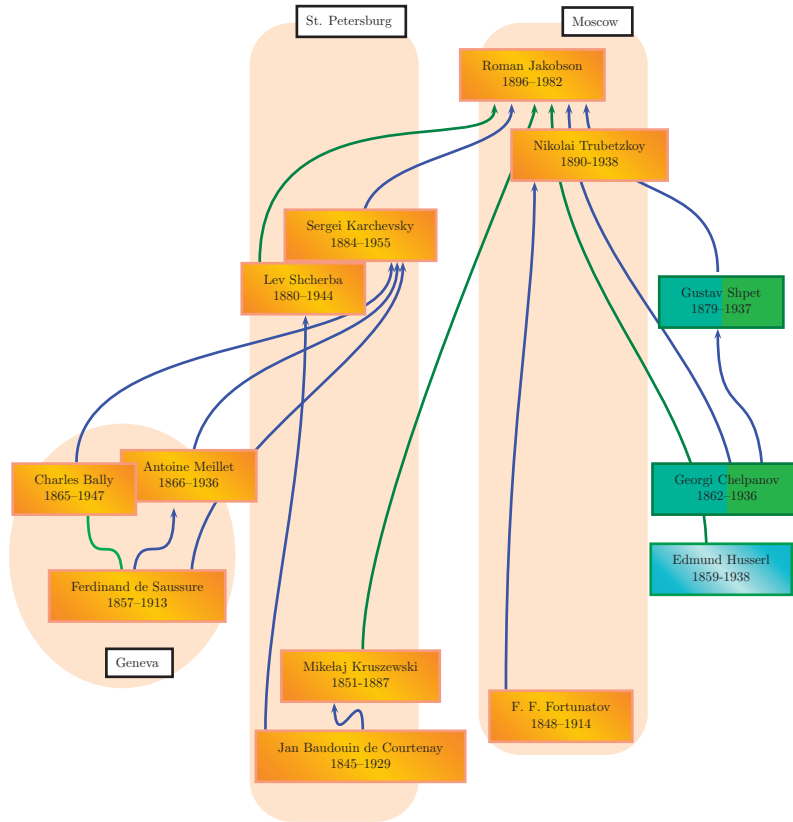 St. Petersburg
Moscow
Roman Jakobson
1896–1982
Nikolai Trubetzkoy
1890-1938
Sergei Karchevsky
1884–1955
Lev Shcherba
1880–1944
Gustav Shpet
1879–1937
Antoine Meillet
1866–1936
Charles Bally
1865–1947
Georgi Chelpanov
1862–1936
Edmund Husserl
1859-1938
Ferdinand de Saussure
1857–1913
Geneva
Mikełaj Kruszewski
1851-1887
F. F. Fortunatov
1848–1914
Jan Baudouin de Courtenay
1845–1929